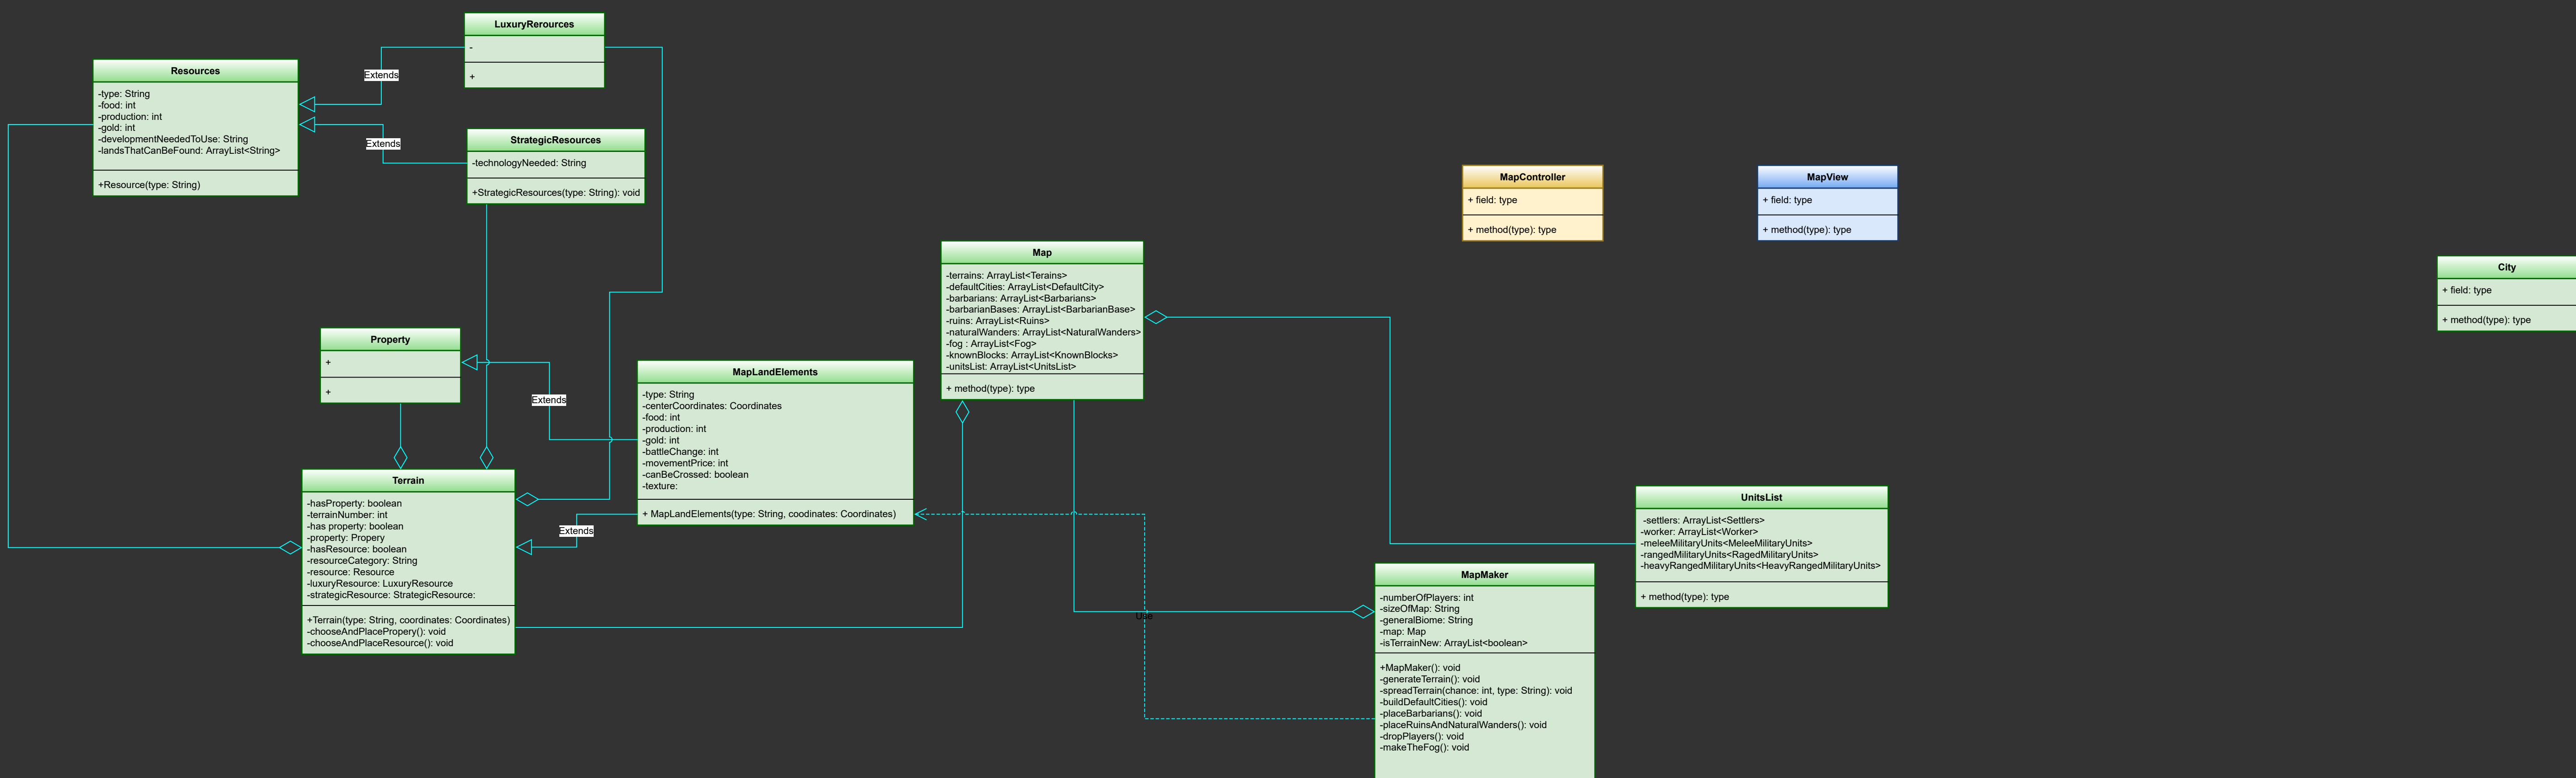 LuxuryRerources
-
+
Resources
-type: String
-food: int
-production: int
-gold: int
-developmentNeededToUse: String
-landsThatCanBeFound: ArrayList<String>
+Resource(type: String)
Extends
Extends
StrategicResources
-technologyNeeded: String
+StrategicResources(type: String): void
MapController
+ field: type
+ method(type): type
MapView
+ field: type
+ method(type): type
City
+ field: type
+ method(type): type
Map
-terrains: ArrayList<Terains>
-defaultCities: ArrayList<DefaultCity>
-barbarians: ArrayList<Barbarians>
-barbarianBases: ArrayList<BarbarianBase>
-ruins: ArrayList<Ruins>
-naturalWanders: ArrayList<NaturalWanders>
-fog : ArrayList<Fog>
-knownBlocks: ArrayList<KnownBlocks>
-unitsList: ArrayList<UnitsList>
+ method(type): type
Property
+
+
Extends
MapLandElements
-type: String
-centerCoordinates: Coordinates
-food: int
-production: int
-gold: int
-battleChange: int
-movementPrice: int
-canBeCrossed: boolean
-texture:
+ MapLandElements(type: String, coodinates: Coordinates)
Extends
Terrain
-hasProperty: boolean
-terrainNumber: int
-has property: boolean
-property: Propery
-hasResource: boolean
-resourceCategory: String
-resource: Resource
-luxuryResource: LuxuryResource
-strategicResource: StrategicResource:
+Terrain(type: String, coordinates: Coordinates)
-chooseAndPlacePropery(): void
-chooseAndPlaceResource(): void
UnitsList
-settlers: ArrayList<Settlers>
-worker: ArrayList<Worker>
-meleeMilitaryUnits<MeleeMilitaryUnits>
-rangedMilitaryUnits<RagedMilitaryUnits>
-heavyRangedMilitaryUnits<HeavyRangedMilitaryUnits>
+ method(type): type
Use
MapMaker
-numberOfPlayers: int
-sizeOfMap: String
-generalBiome: String
-map: Map
-isTerrainNew: ArrayList<boolean>
+MapMaker(): void
-generateTerrain(): void
-spreadTerrain(chance: int, type: String): void
-buildDefaultCities(): void
-placeBarbarians(): void
-placeRuinsAndNaturalWanders(): void
-dropPlayers(): void
-makeTheFog(): void